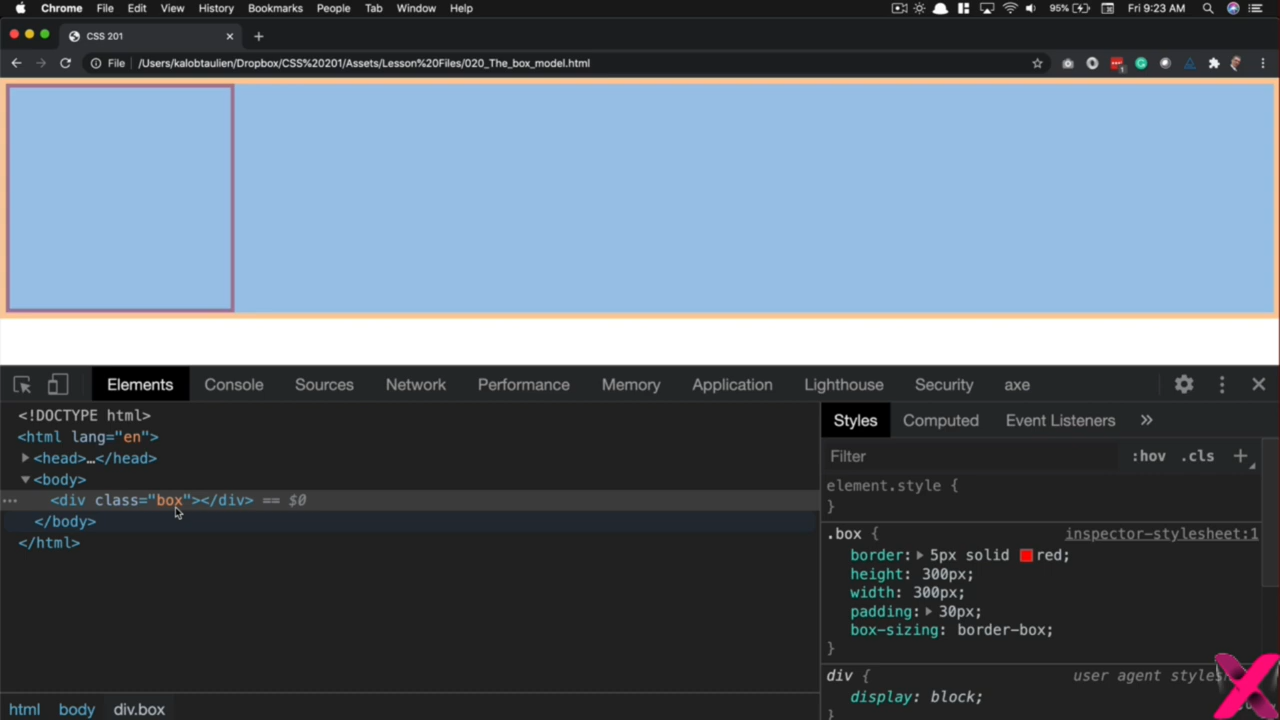 Chrome File Edit View History Bookmarks People Tab Window Help 95% Fri 9:23 AM
CSS 201
File /Users/kalobtaulien/Dropbox/CSS%20201/Assets/Lesson%20Files/020_The_box_model.html
Elements Console Sources Network Performance Memory Application Lighthouse Security axe
<!DOCTYPE html>
<html lang="en">
<head>…</head>
<body>
<div class="box"></div> == $0
</body>
</html>
html body div.box
Styles Computed Event Listeners »
Filter :hov .cls +
element.style {
}
.box { inspector-stylesheet:1
border: 5px solid red;
height: 300px;
width: 300px;
padding: 30px;
box-sizing: border-box;
}
div { user agent styles
display: block;
}